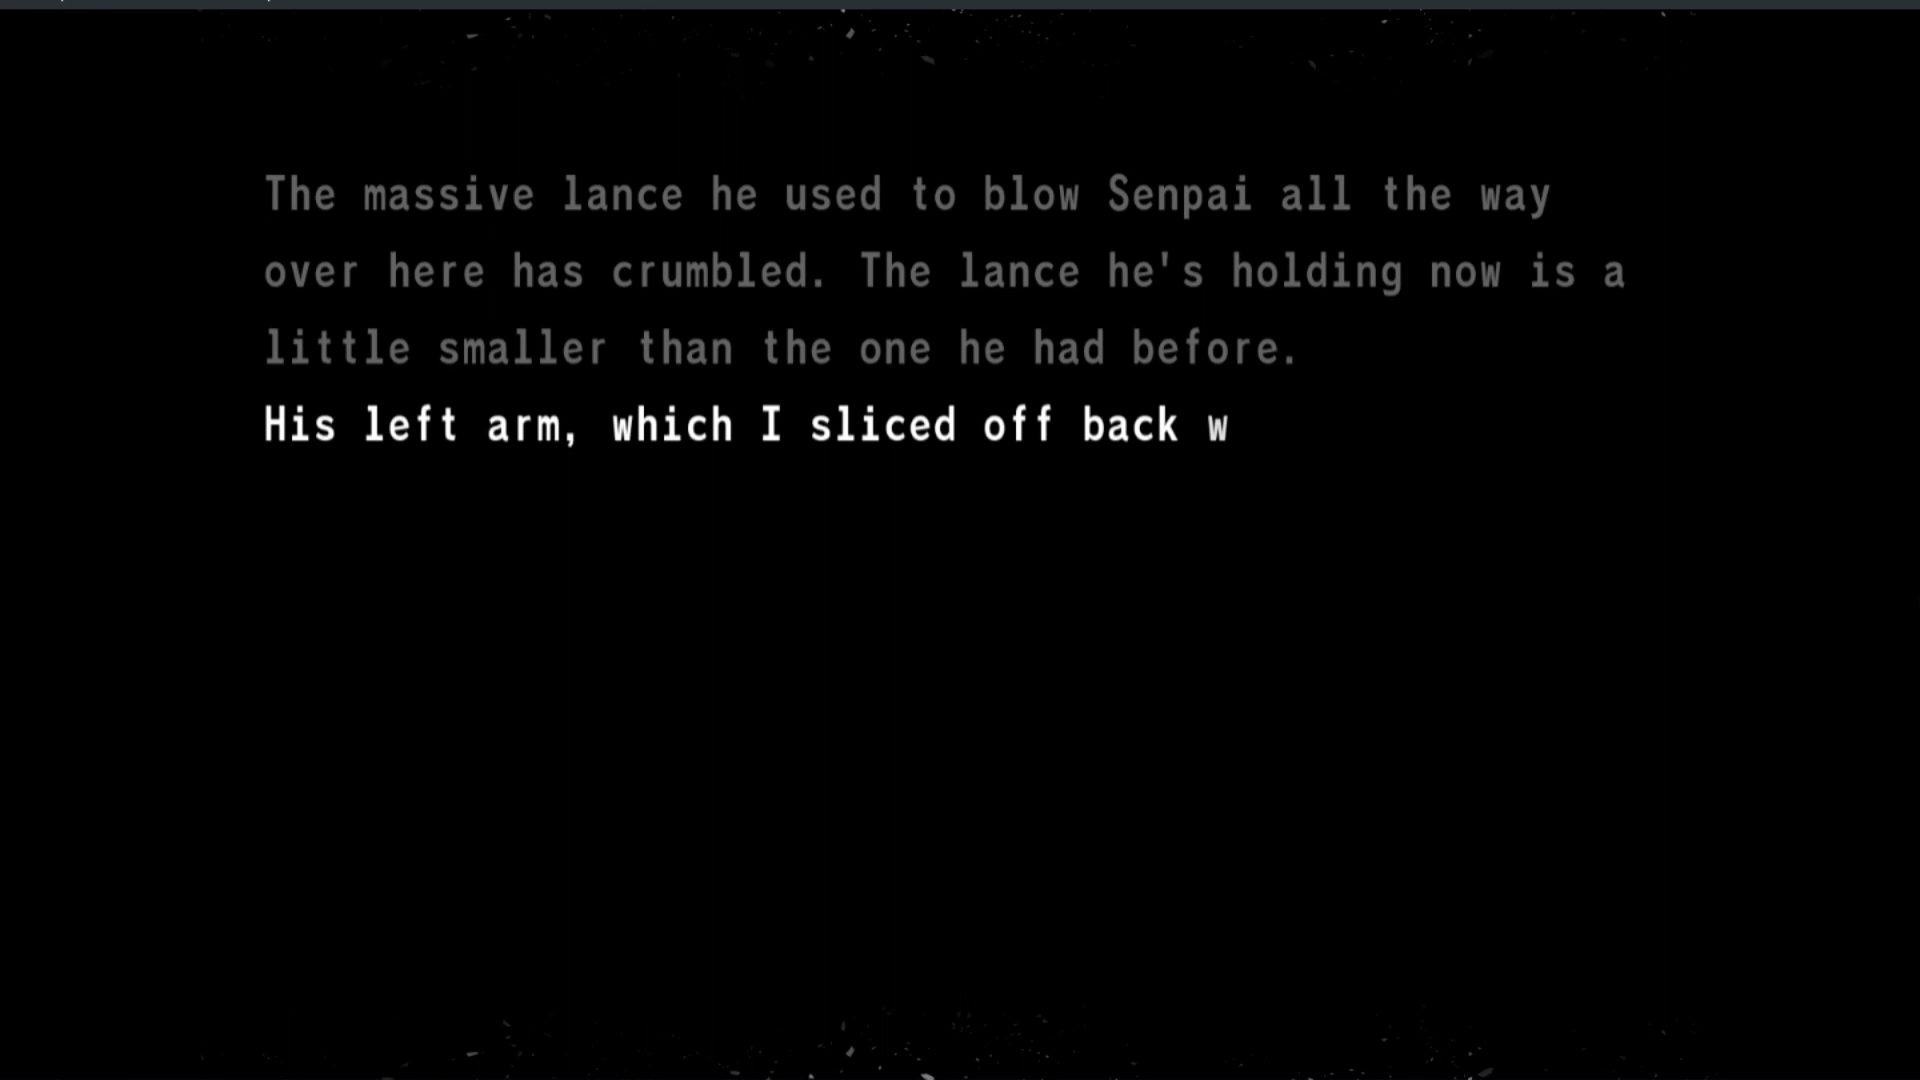 The massive lance he used to blow Senpai all the way
over here has crumbled. The lance he's holding now is a
little smaller than the one he had before.
His left arm, which I sliced off back w